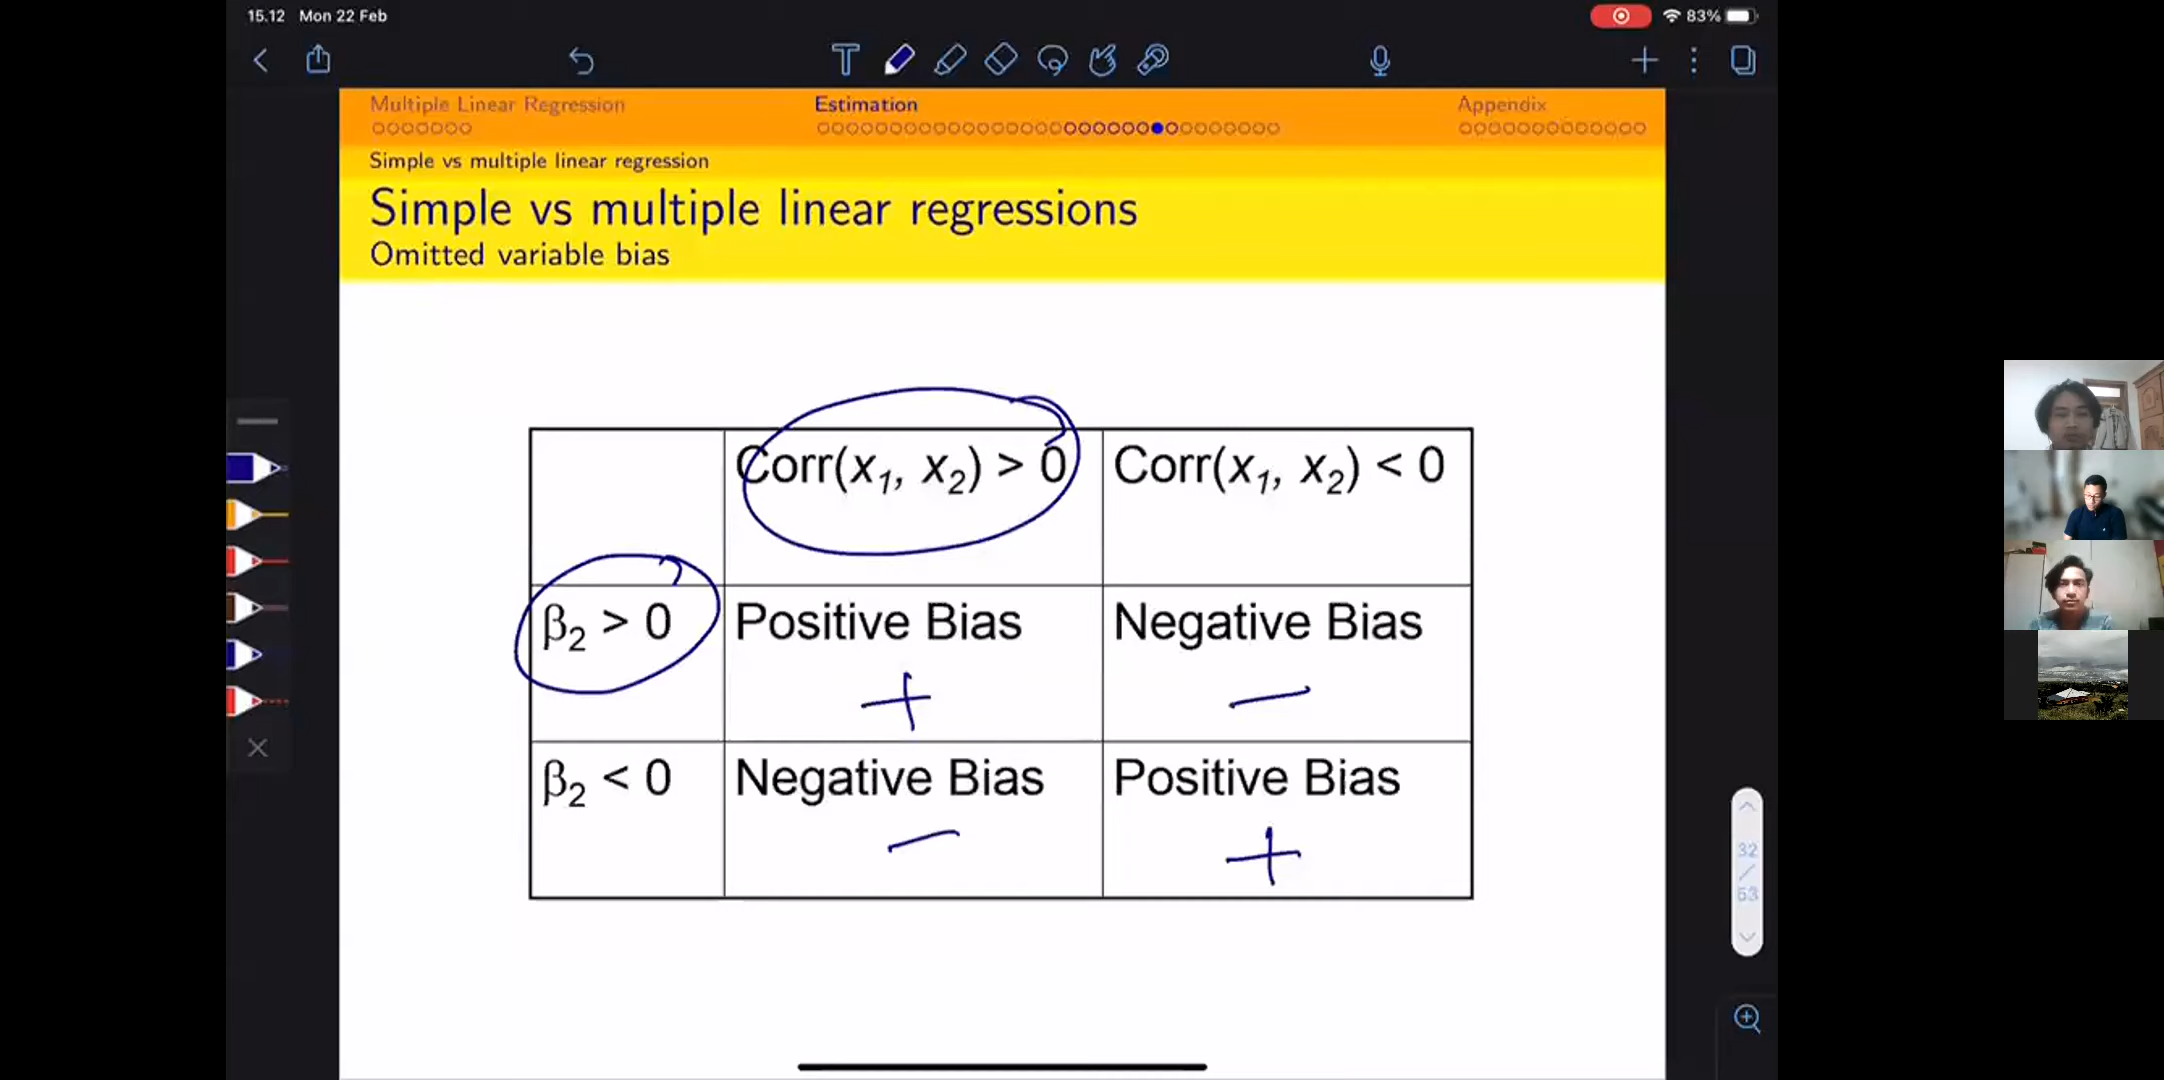 15.12 Mon 22 Feb
83%
Multiple Linear Regression Estimation Appendix
Simple vs multiple linear regression
Simple vs multiple linear regressions
Omitted variable bias
Corr(x₁, x₂) > 0 Corr(x₁, x₂) < 0
β₂ > 0 Positive Bias Negative Bias
+ −
β₂ < 0 Negative Bias Positive Bias
− +
32
/
53